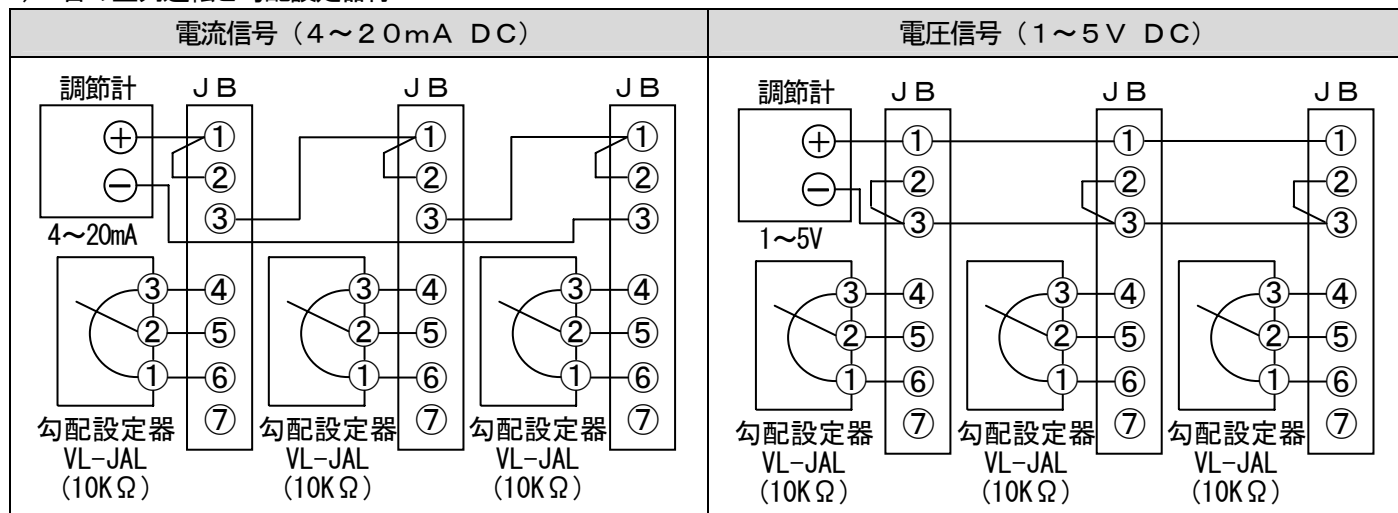 電流信号（4～20mA DC）
電圧信号（1～5V DC）
調節計 JB JB JB
＋ ① ① ①
－ ② ② ②
③ ③ ③
4～20mA
③ ④ ③ ④ ③ ④
② ⑤ ② ⑤ ② ⑤
① ⑥ ① ⑥ ① ⑥
⑦ ⑦ ⑦
勾配設定器 勾配設定器 勾配設定器
VL-JAL VL-JAL VL-JAL
(10KΩ) (10KΩ) (10KΩ)
調節計 JB JB JB
＋ ① ① ①
－ ② ② ②
③ ③ ③
1～5V
③ ④ ③ ④ ③ ④
② ⑤ ② ⑤ ② ⑤
① ⑥ ① ⑥ ① ⑥
⑦ ⑦ ⑦
勾配設定器 勾配設定器 勾配設定器
VL-JAL VL-JAL VL-JAL
(10KΩ) (10KΩ) (10KΩ)